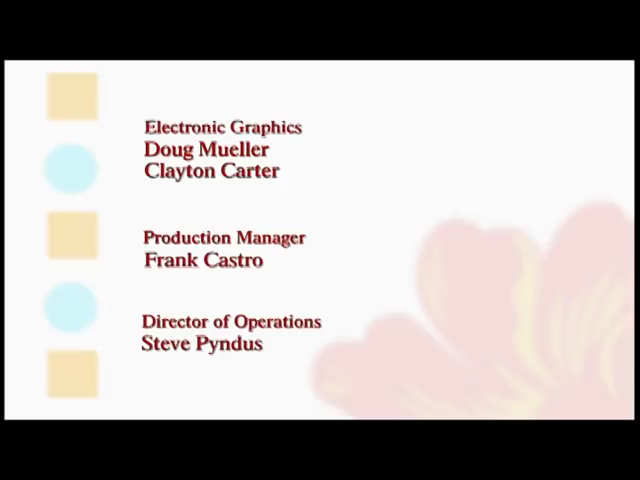 Electronic Graphics
Doug Mueller
Clayton Carter
Production Manager
Frank Castro
Director of Operations
Steve Pyndus